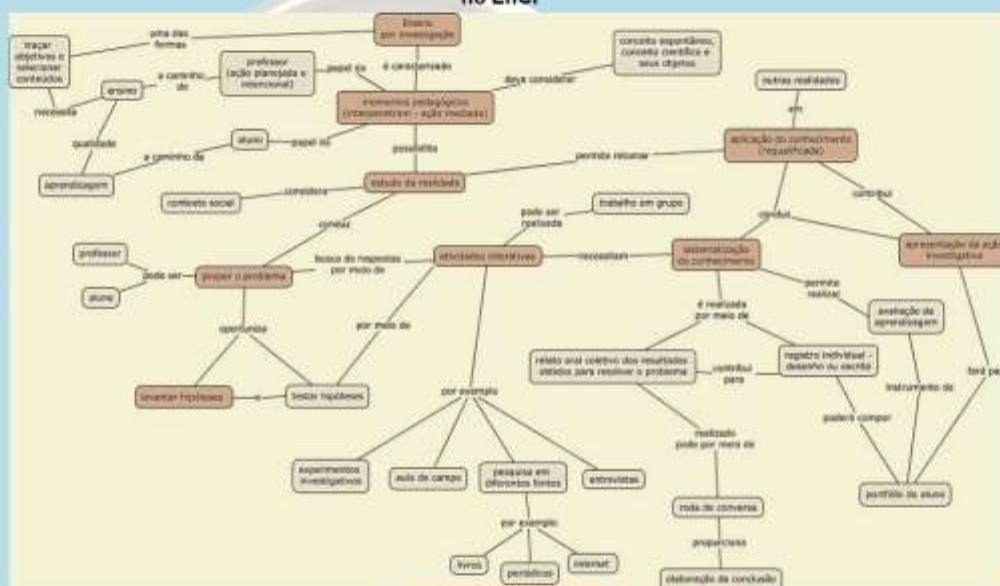 no EnCI
Ensino
por investigação
uma das
formas
traçar
objetivos e
selecionar
conteúdos
necessita
ensino
a caminho
do
professor
(ação planejada e
intencional)
papel do
é caracterizado
deve considerar
conceito espontâneo,
conceito científico e
seus objetos
momentos pedagógicos
(interpenetram - ação mediada)
outras realidades
em
aplicação do conhecimento
(requalificada)
qualidade
aluno
papel do
a caminho da
aprendizagem
possibilita
permite retomar
estudo da realidade
considera
contexto social
conduz
pode ser
realizada
trabalho em grupo
conduz
contribui
professor
pode ser
aluno
propor o problema
busca de respostas
por meio de
atividades interativas
necessitam
sistematização
do conhecimento
apresentação da ação
investigativa
permite
realizar
avaliação da
aprendizagem
oportuniza
por meio de
é realizada
por meio de
levantar hipóteses
e
testar hipóteses
relato oral coletivo dos resultados
obtidos para resolver o problema
contribui
para
registro individual -
desenho ou escrita
instrumento do
fará pa
por exemplo
poderá compor
realizado
pode por meio de
experimentos
investigativos
aula de campo
pesquisa em
diferentes fontes
entrevistas
portfólio do aluno
roda de conversa
por exemplo
proporciona
livros
periódicos
internet
elaboração da conclusão